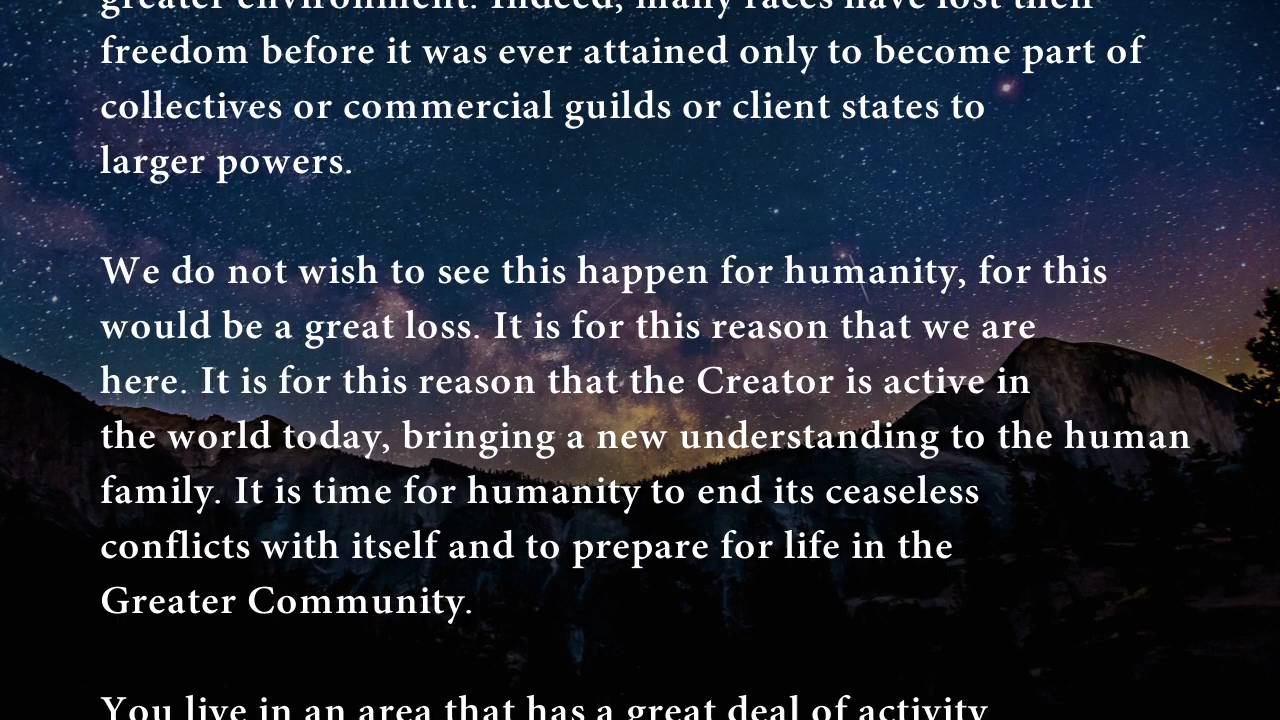 greater environment. Indeed, many races have lost their
freedom before it was ever attained only to become part of
collectives or commercial guilds or client states to
larger powers.
We do not wish to see this happen for humanity, for this
would be a great loss. It is for this reason that we are
here. It is for this reason that the Creator is active in
the world today, bringing a new understanding to the human
family. It is time for humanity to end its ceaseless
conflicts with itself and to prepare for life in the
Greater Community.
You live in an area that has a great deal of activity